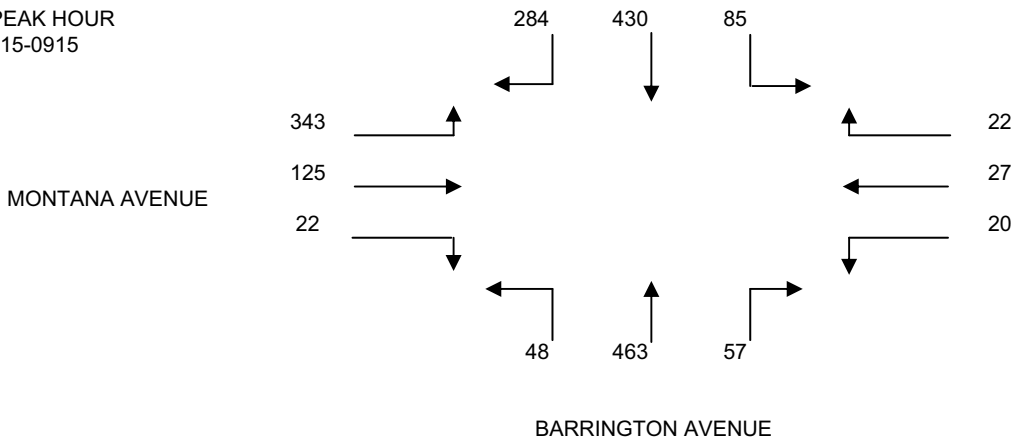 PEAK HOUR
15-0915
284 430 85
343
22
125
27
MONTANA AVENUE
22
20
48 463 57
BARRINGTON AVENUE